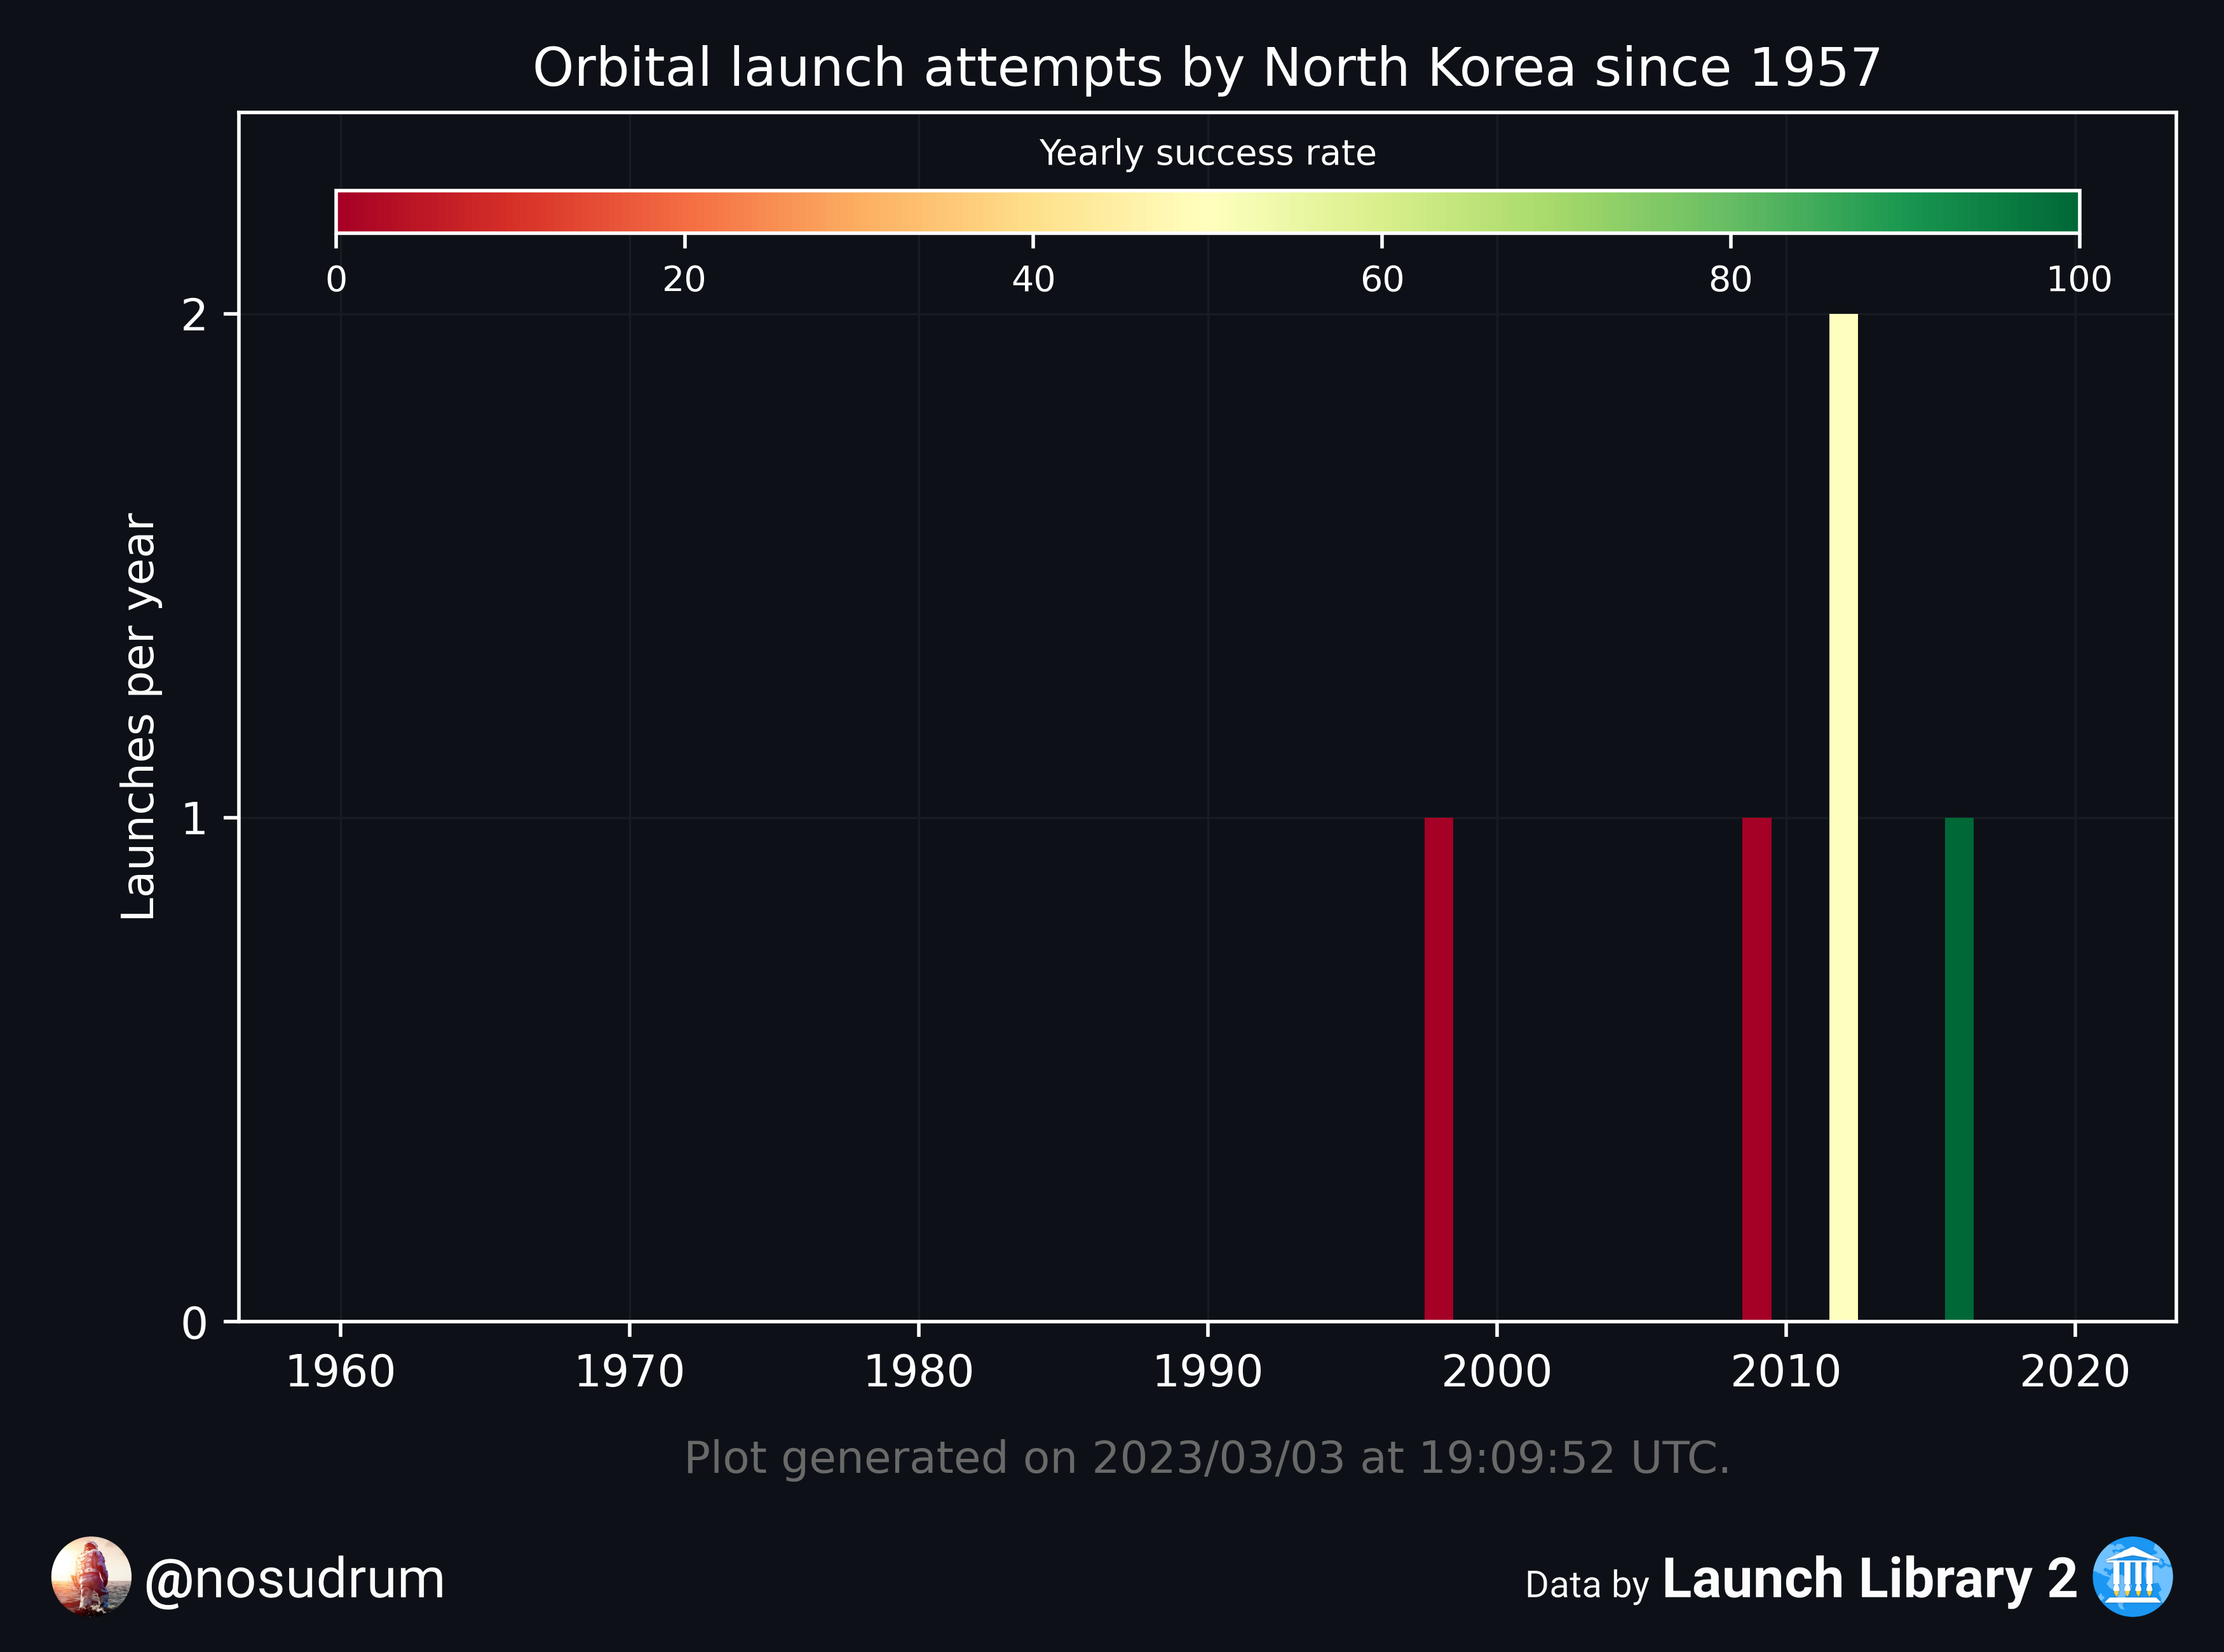 Orbital launch attempts by North Korea since 1957
Yearly success rate
0 20 40 60 80 100
2
1
0
Launches per year
1960 1970 1980 1990 2000 2010 2020
Plot generated on 2023/03/03 at 19:09:52 UTC.
@nosudrum
Data by Launch Library 2